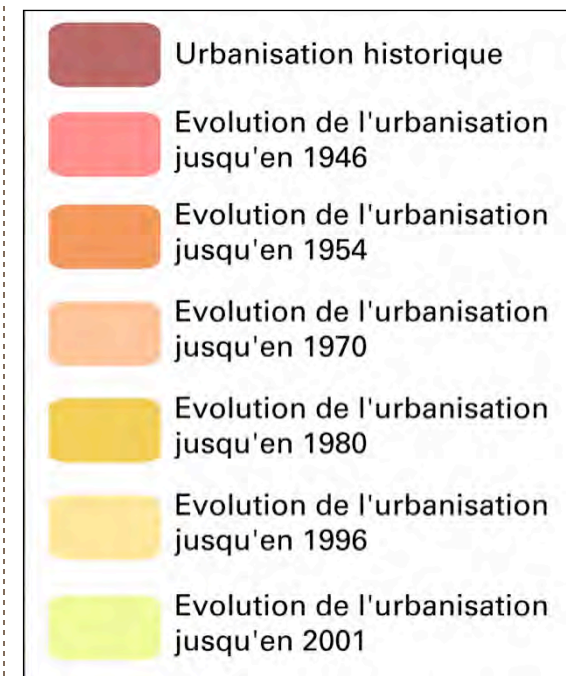 Urbanisation historique
Evolution de l'urbanisation
jusqu'en 1946
Evolution de l'urbanisation
jusqu'en 1954
Evolution de l'urbanisation
jusqu'en 1970
Evolution de l'urbanisation
jusqu'en 1980
Evolution de l'urbanisation
jusqu'en 1996
Evolution de l'urbanisation
jusqu'en 2001